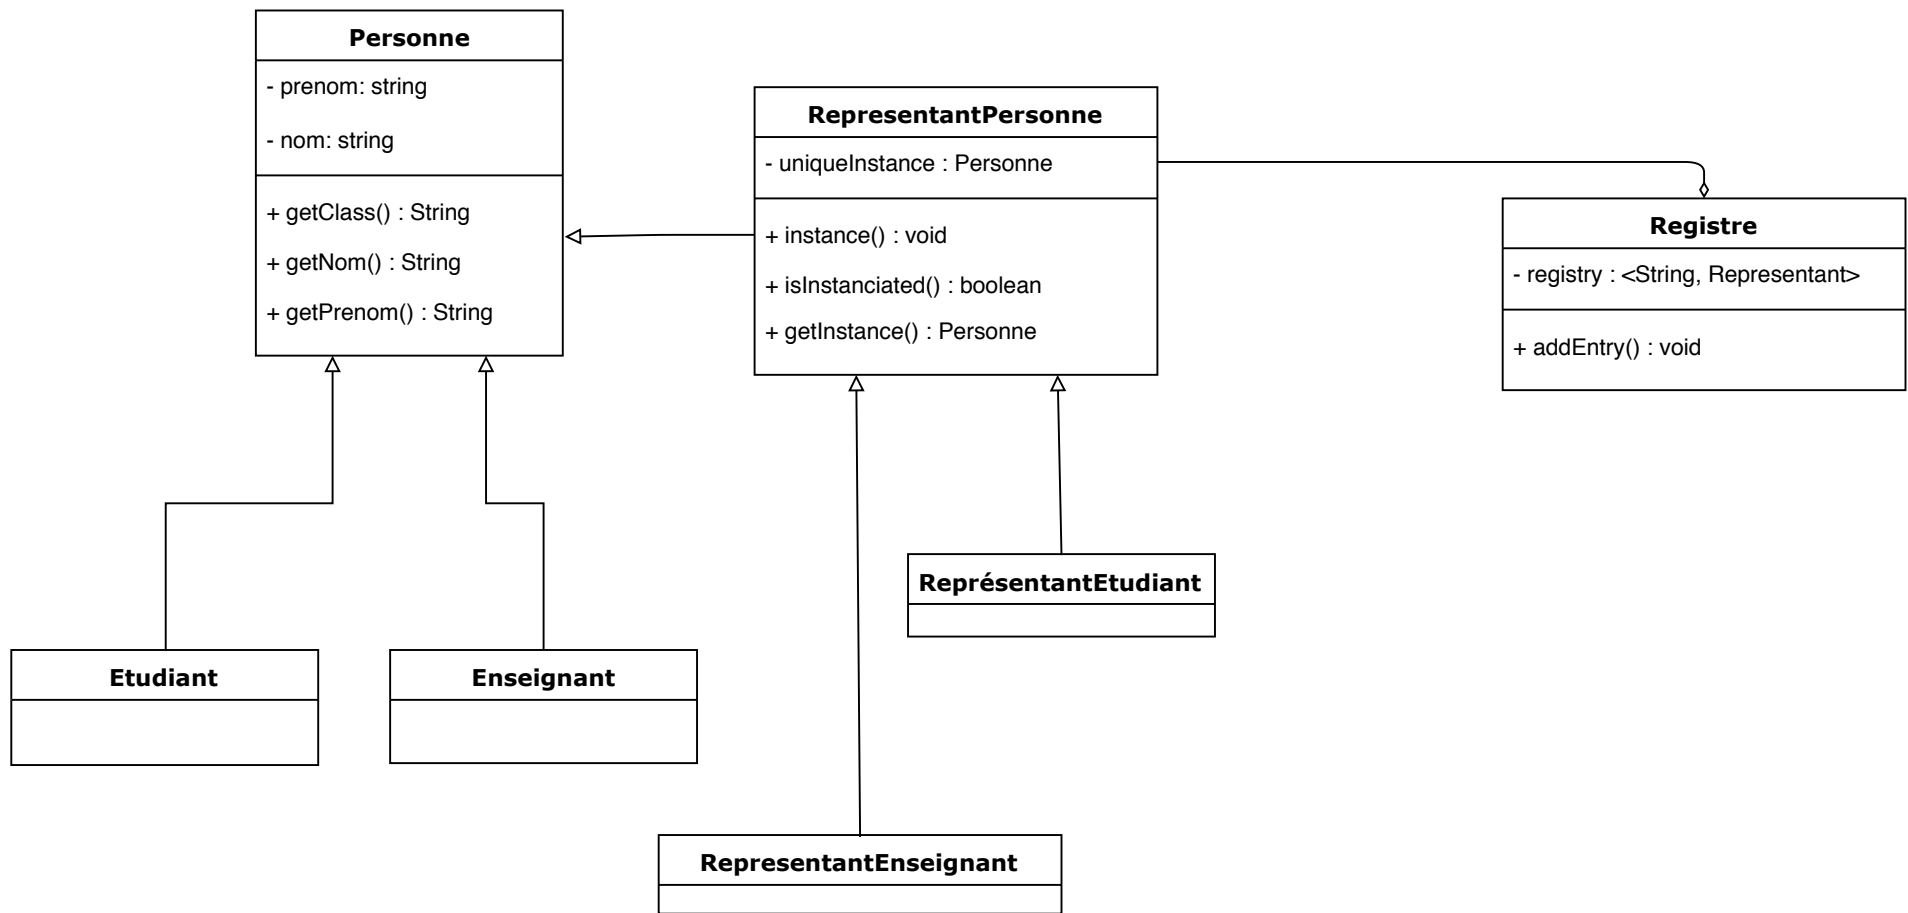 Personne
- prenom: string
- nom: string
+ getClass() : String
+ getNom() : String
+ getPrenom() : String
RepresentantPersonne
- uniqueInstance : Personne
+ instance() : void
+ isInstanciated() : boolean
+ getInstance() : Personne
Registre
- registry : <String, Representant>
+ addEntry() : void
ReprésentantEtudiant
Etudiant
Enseignant
RepresentantEnseignant